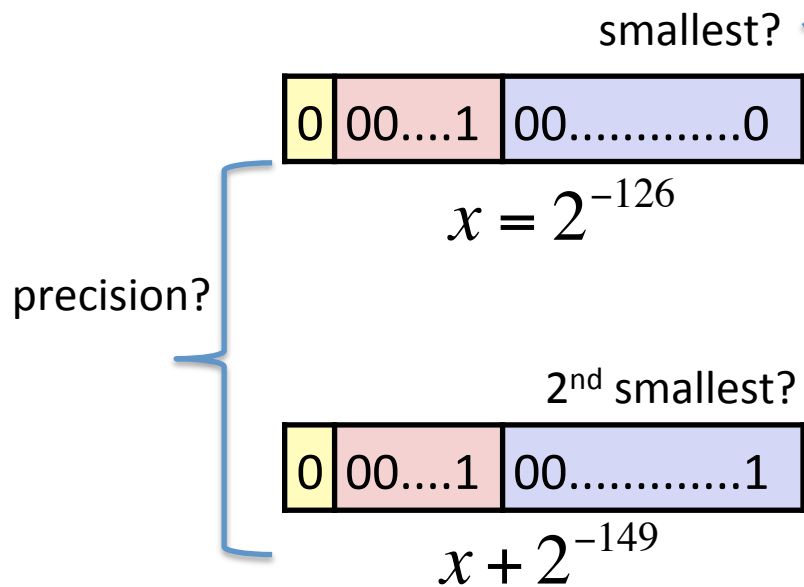 smallest?
0 00....1 00.............0
x = 2⁻¹²⁶
precision?
2ⁿᵈ smallest?
0 00....1 00.............1
x + 2⁻¹⁴⁹